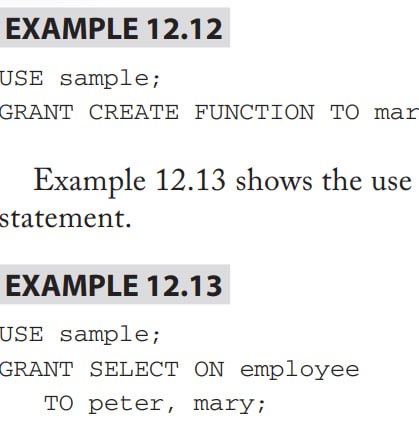 EXAMPLE 12.12
USE sample;
GRANT CREATE FUNCTION TO mar
Example 12.13 shows the use
statement.
EXAMPLE 12.13
USE sample;
GRANT SELECT ON employee
TO peter, mary;